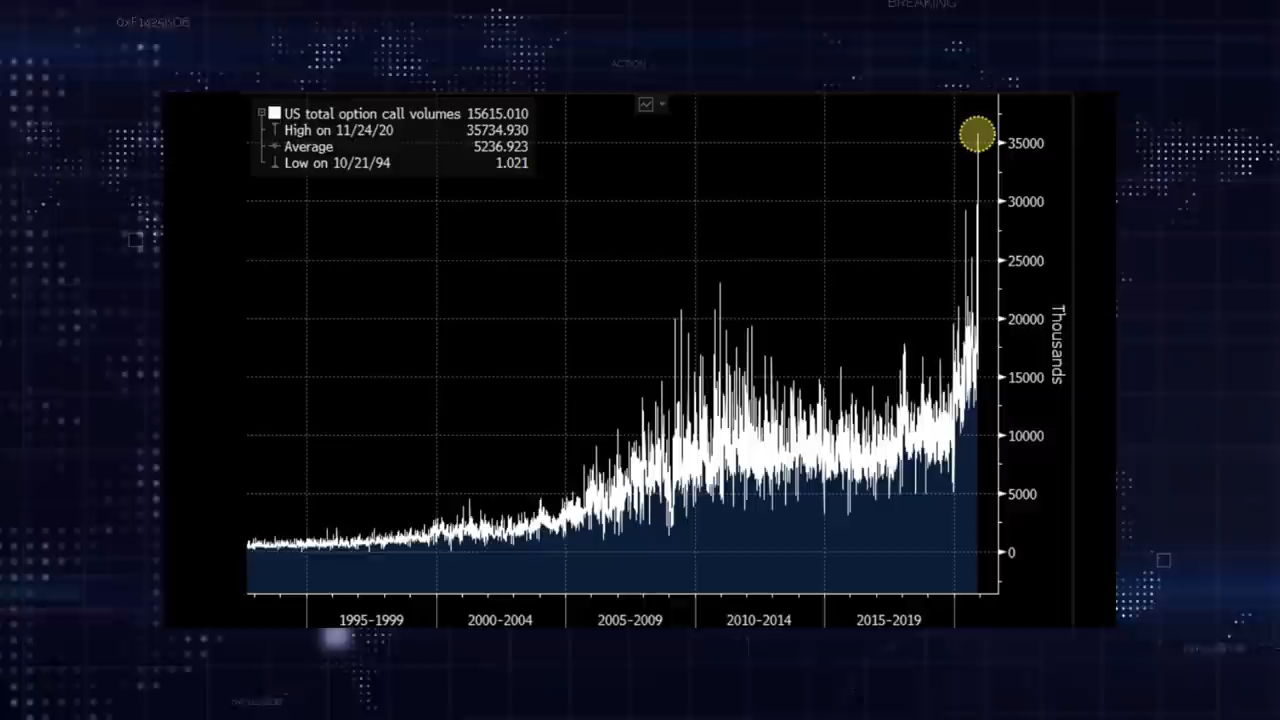 BREAKING
ACTION
US total option call volumes 15615.010
High on 11/24/20 35734.930
Average 5236.923
Low on 10/21/94 1.021
35000
30000
25000
20000
15000
10000
5000
0
Thousands
1995-1999 2000-2004 2005-2009 2010-2014 2015-2019